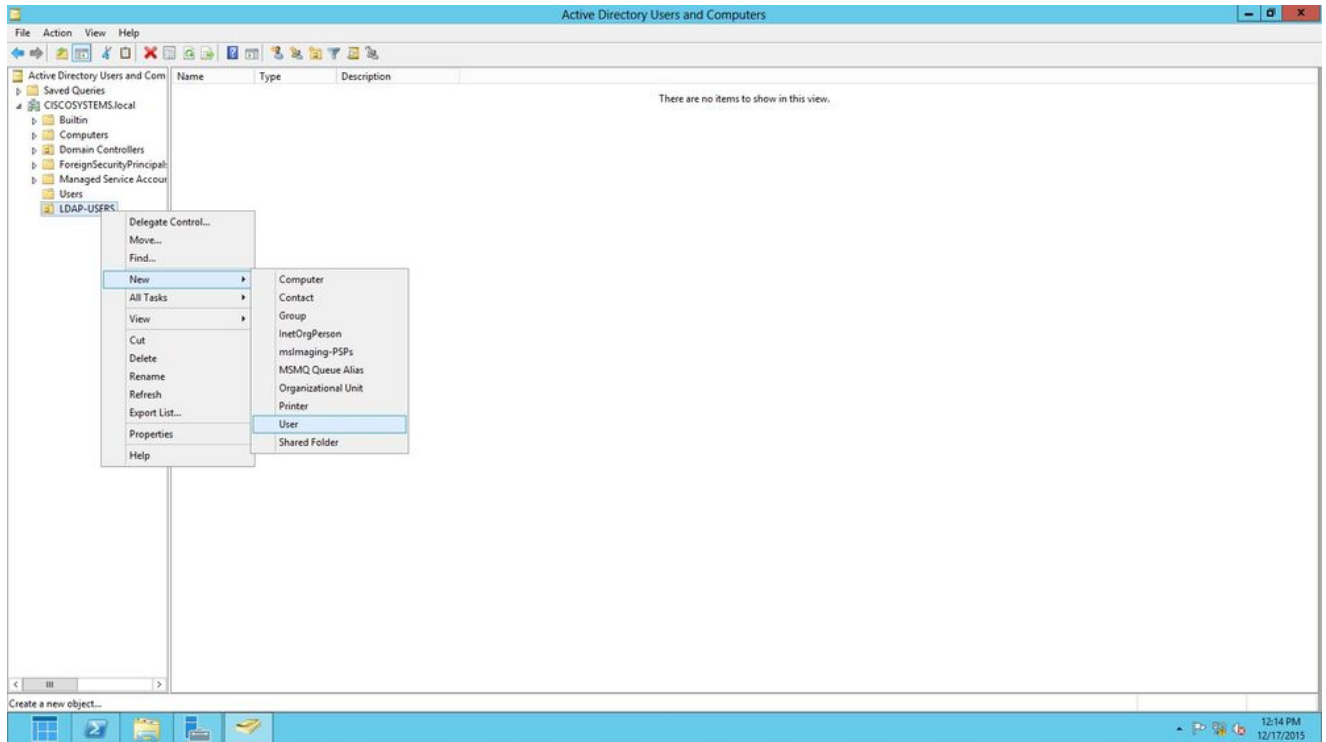 Active Directory Users and Computers
File Action View Help
Active Directory Users and Com
Name Type Description
There are no items to show in this view.
Saved Queries
CISCOSYSTEMS.local
Builtin
Computers
Domain Controllers
ForeignSecurityPrincipals
Managed Service Accour
Users
LDAP-USERS
Delegate Control...
Move...
Find...
New
All Tasks
View
Cut
Delete
Rename
Refresh
Export List...
Properties
Help
Computer
Contact
Group
InetOrgPerson
msImaging-PSPs
MSMQ Queue Alias
Organizational Unit
Printer
User
Shared Folder
Create a new object...
12:14 PM
12/17/2015